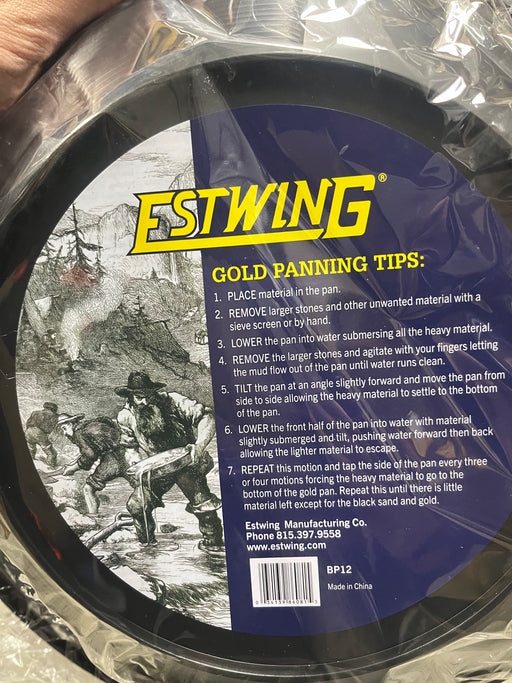 ESTWING®
GOLD PANNING TIPS:
1. PLACE material in the pan.
2. REMOVE larger stones and other unwanted material with a
sieve screen or by hand.
3. LOWER the pan into water submersing all the heavy material.
4. REMOVE the larger stones and agitate with your fingers letting
the mud flow out of the pan until water runs clean.
5. TILT the pan at an angle slightly forward and move the pan from
side to side allowing the heavy material to settle to the bottom
of the pan.
6. LOWER the front half of the pan into water with material
slightly submerged and tilt, pushing water forward then back
allowing the lighter material to escape.
7. REPEAT this motion and tap the side of the pan every three
or four motions forcing the heavy material to go to the
bottom of the gold pan. Repeat this until there is little
material left except for the black sand and gold.
Estwing Manufacturing Co.
Phone 815.397.9558
www.estwing.com
BP12
Made in China